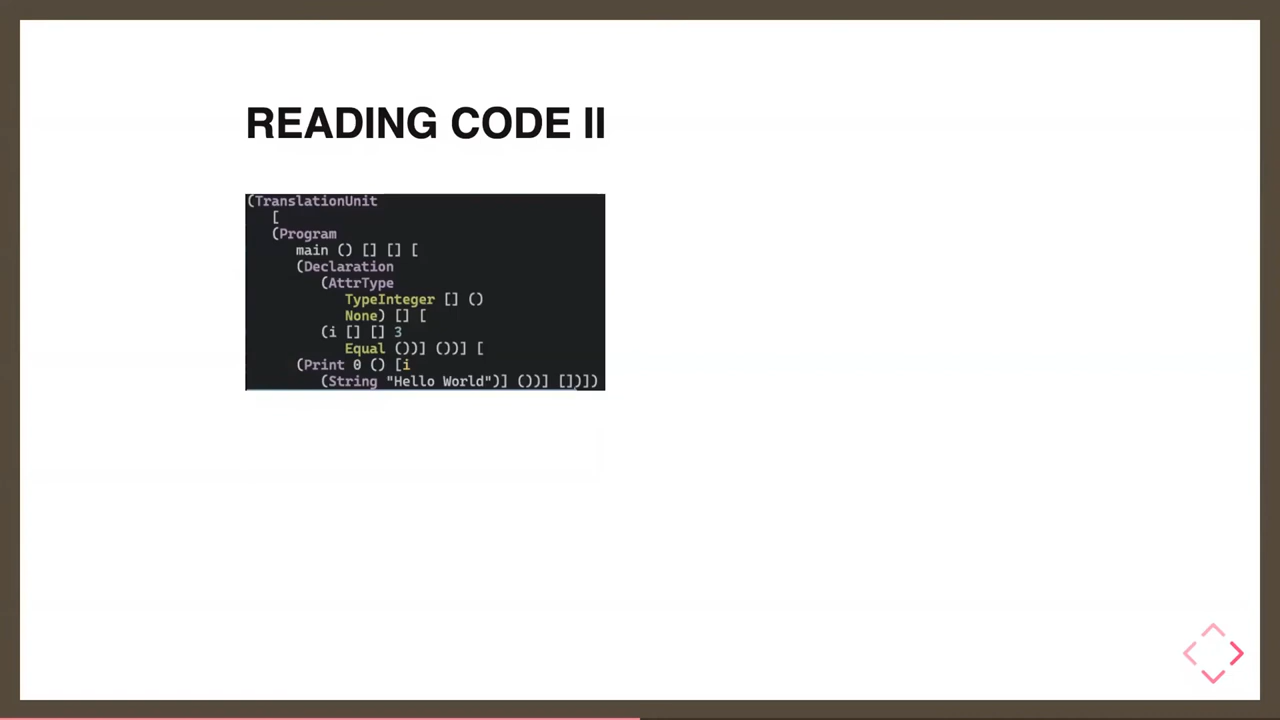 READING CODE II
(TranslationUnit
[
(Program
main () [] [] [
(Declaration
(AttrType
TypeInteger [] ()
None) [] [
(i [] [] 3
Equal ())] ())] [
(Print 0 () [i
(String "Hello World")] ())] [])])